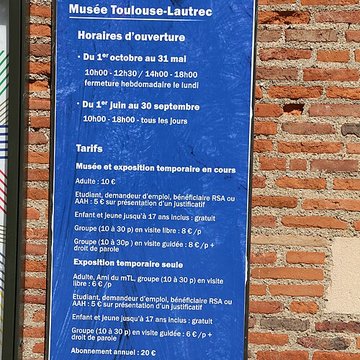 Musée Toulouse-Lautrec
Horaires d'ouverture
• Du 1er octobre au 31 mai
10h00 - 12h30 / 14h00 - 18h00
fermeture hebdomadaire le lundi
• Du 1er juin au 30 septembre
10h00 - 18h00 - tous les jours
Tarifs
Musée et exposition temporaire en cours
Adulte : 10 €
Etudiant, demandeur d'emploi, bénéficiaire RSA ou
AAH : 5 € sur présentation d'un justificatif
Enfant et jeune jusqu'à 17 ans inclus : gratuit
Groupe (10 à 30 p) en visite libre : 8 € /p
Groupe (10 à 30p ) en visite guidée : 8 € /p +
droit de parole
Exposition temporaire seule
Adulte, Ami du mTL, groupe (10 à 30 p) en visite
libre : 6 € /p
Etudiant, demandeur d'emploi, bénéficiaire RSA ou
AAH : 5 € sur présentation d'un justificatif
Enfant et jeune jusqu'à 17 ans inclus : gratuit
Groupe (10 à 30 p) en visite guidée : 6 € /p +
droit de parole
Abonnement annuel : 20 €